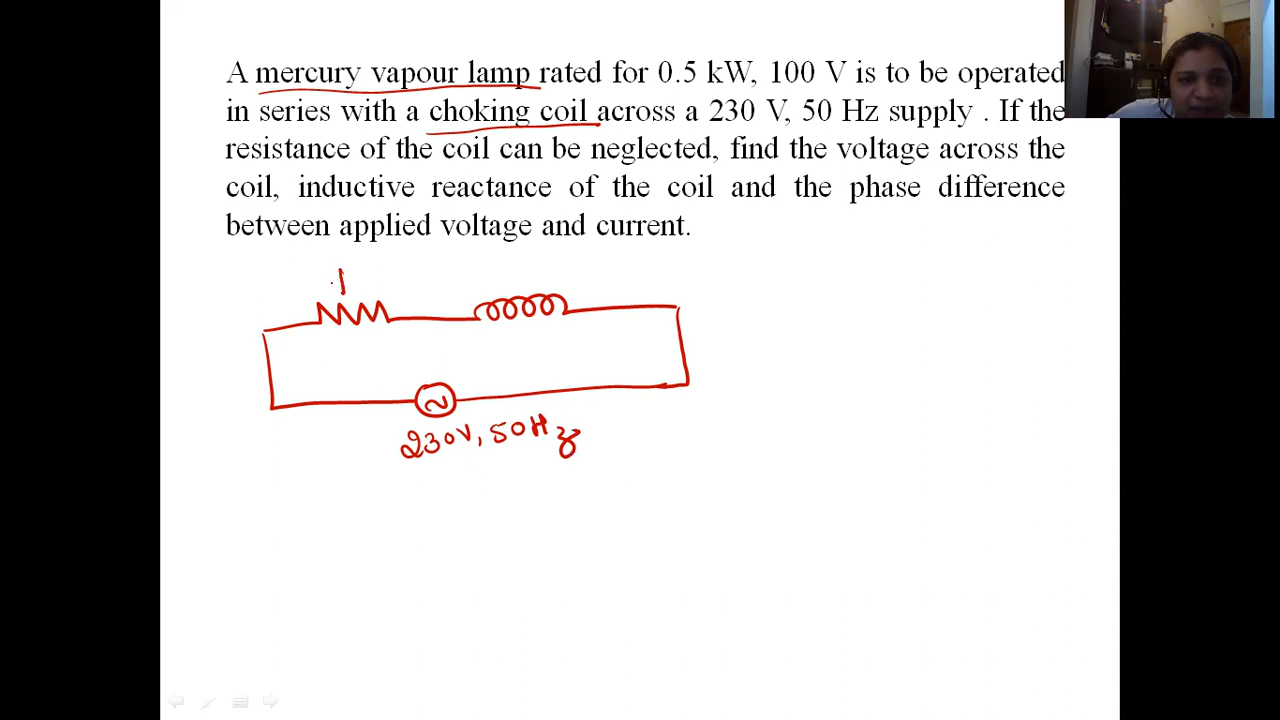 A mercury vapour lamp rated for 0.5 kW, 100 V is to be operated
in series with a choking coil across a 230 V, 50 Hz supply . If the
resistance of the coil can be neglected, find the voltage across the
coil, inductive reactance of the coil and the phase difference
between applied voltage and current.
230V, 50Hz